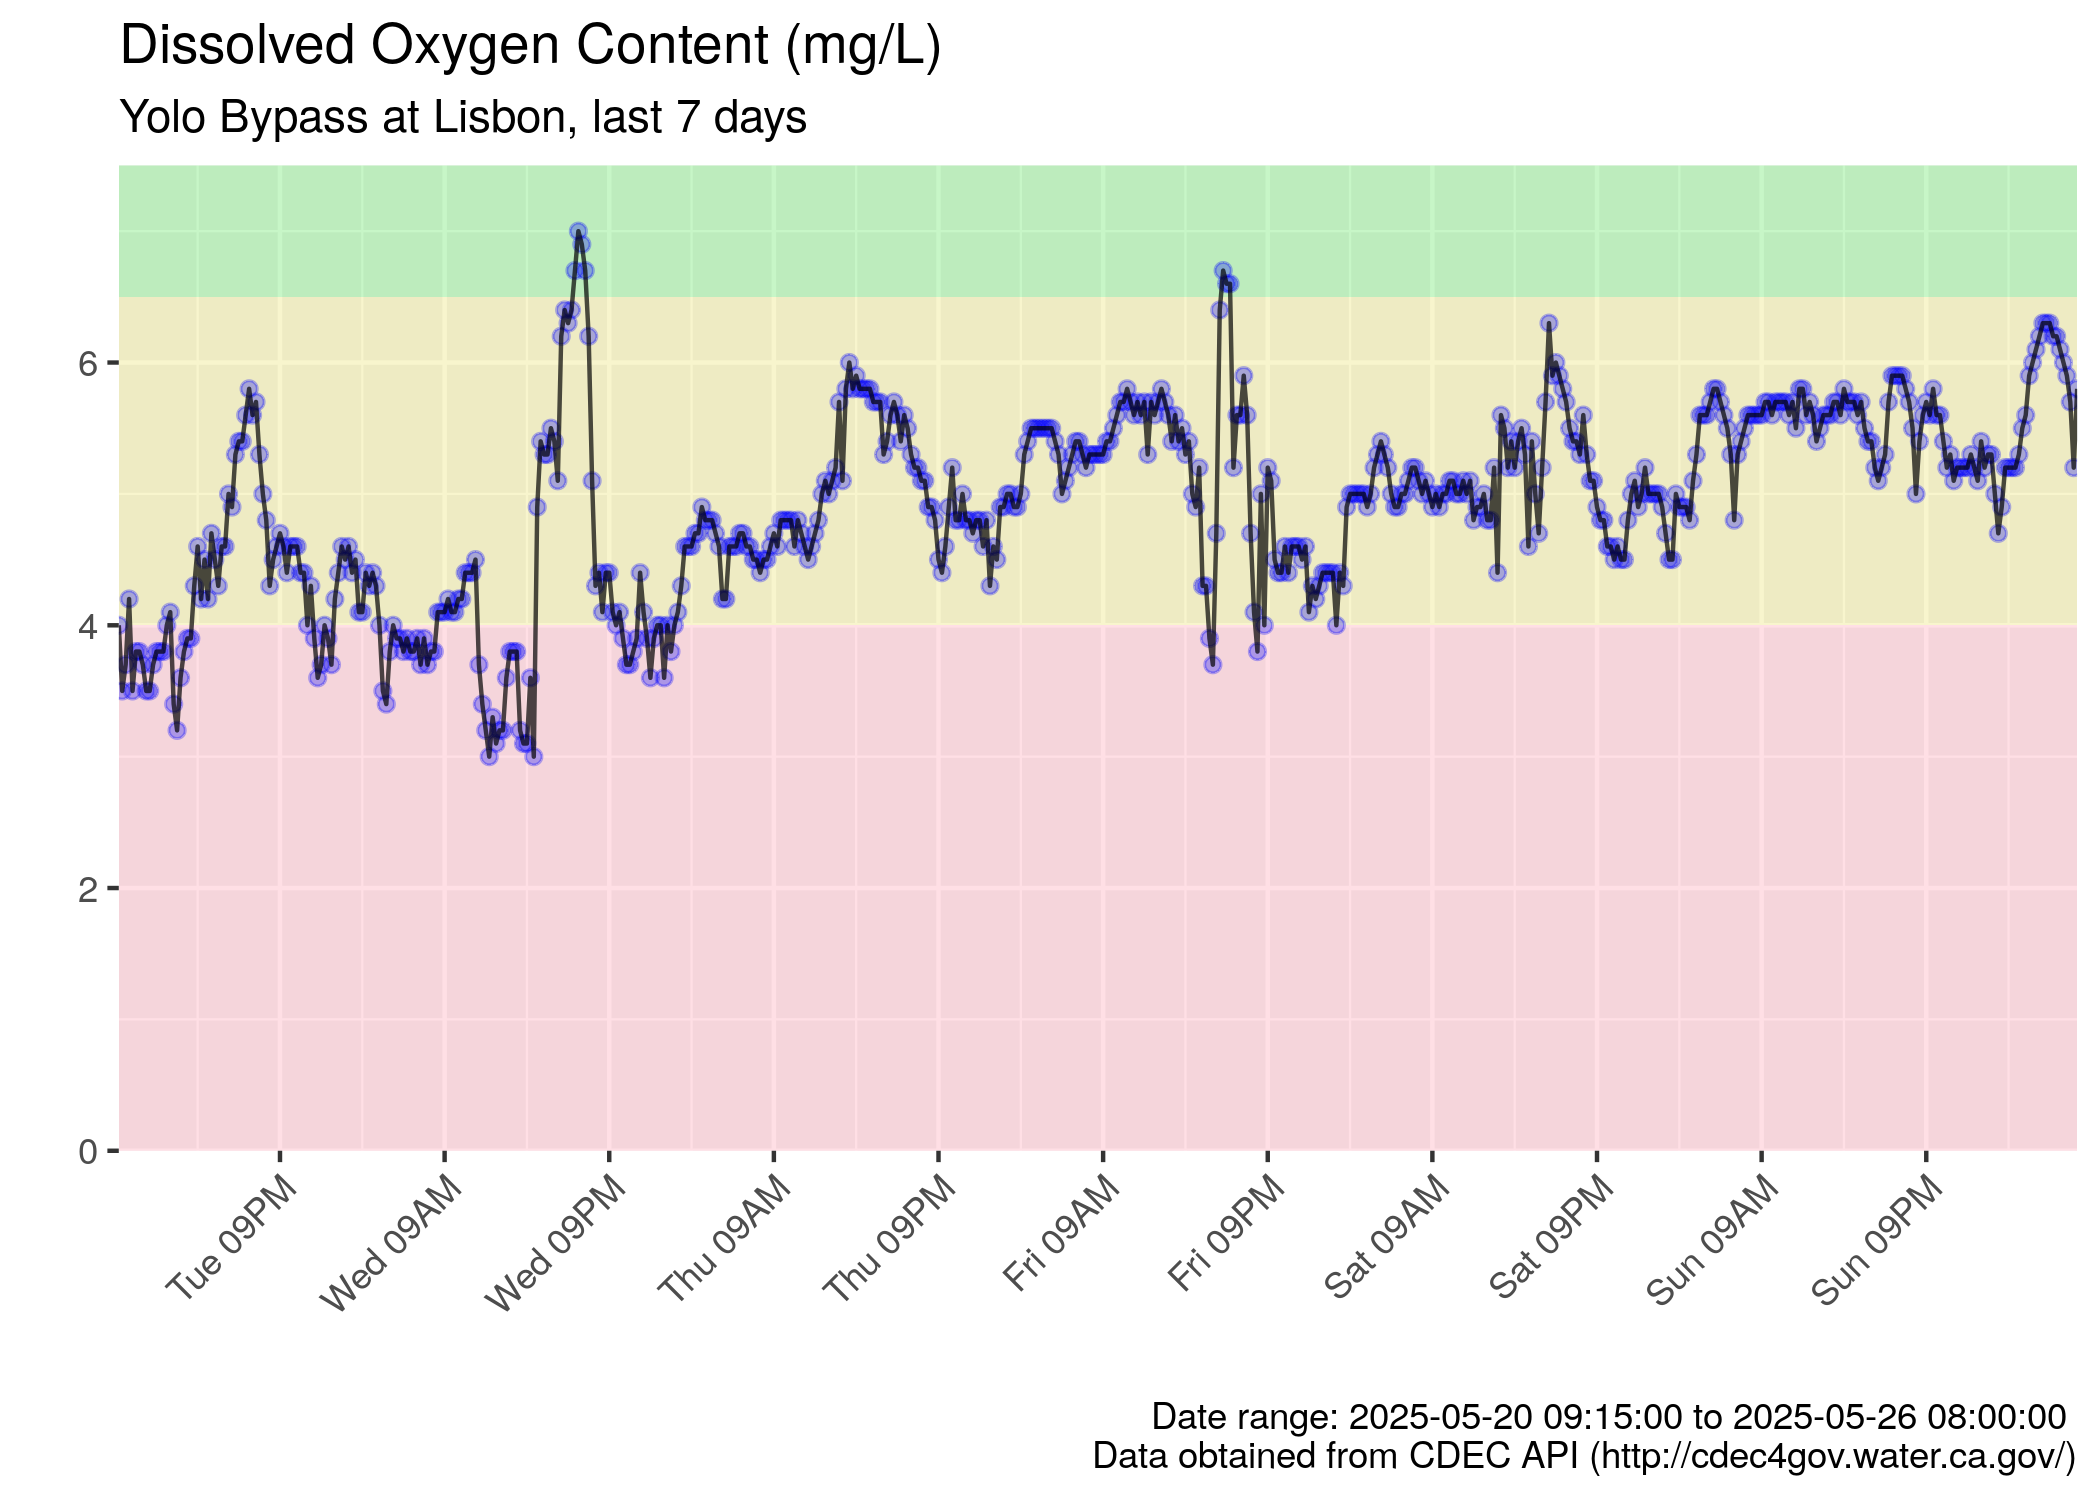 Dissolved Oxygen Content (mg/L)
Yolo Bypass at Lisbon, last 7 days
6
4
2
0
Tue 09PM
Wed 09AM
Wed 09PM
Thu 09AM
Thu 09PM
Fri 09AM
Fri 09PM
Sat 09AM
Sat 09PM
Sun 09AM
Sun 09PM
Date range: 2025-05-20 09:15:00 to 2025-05-26 08:00:00
Data obtained from CDEC API (http://cdec4gov.water.ca.gov/)